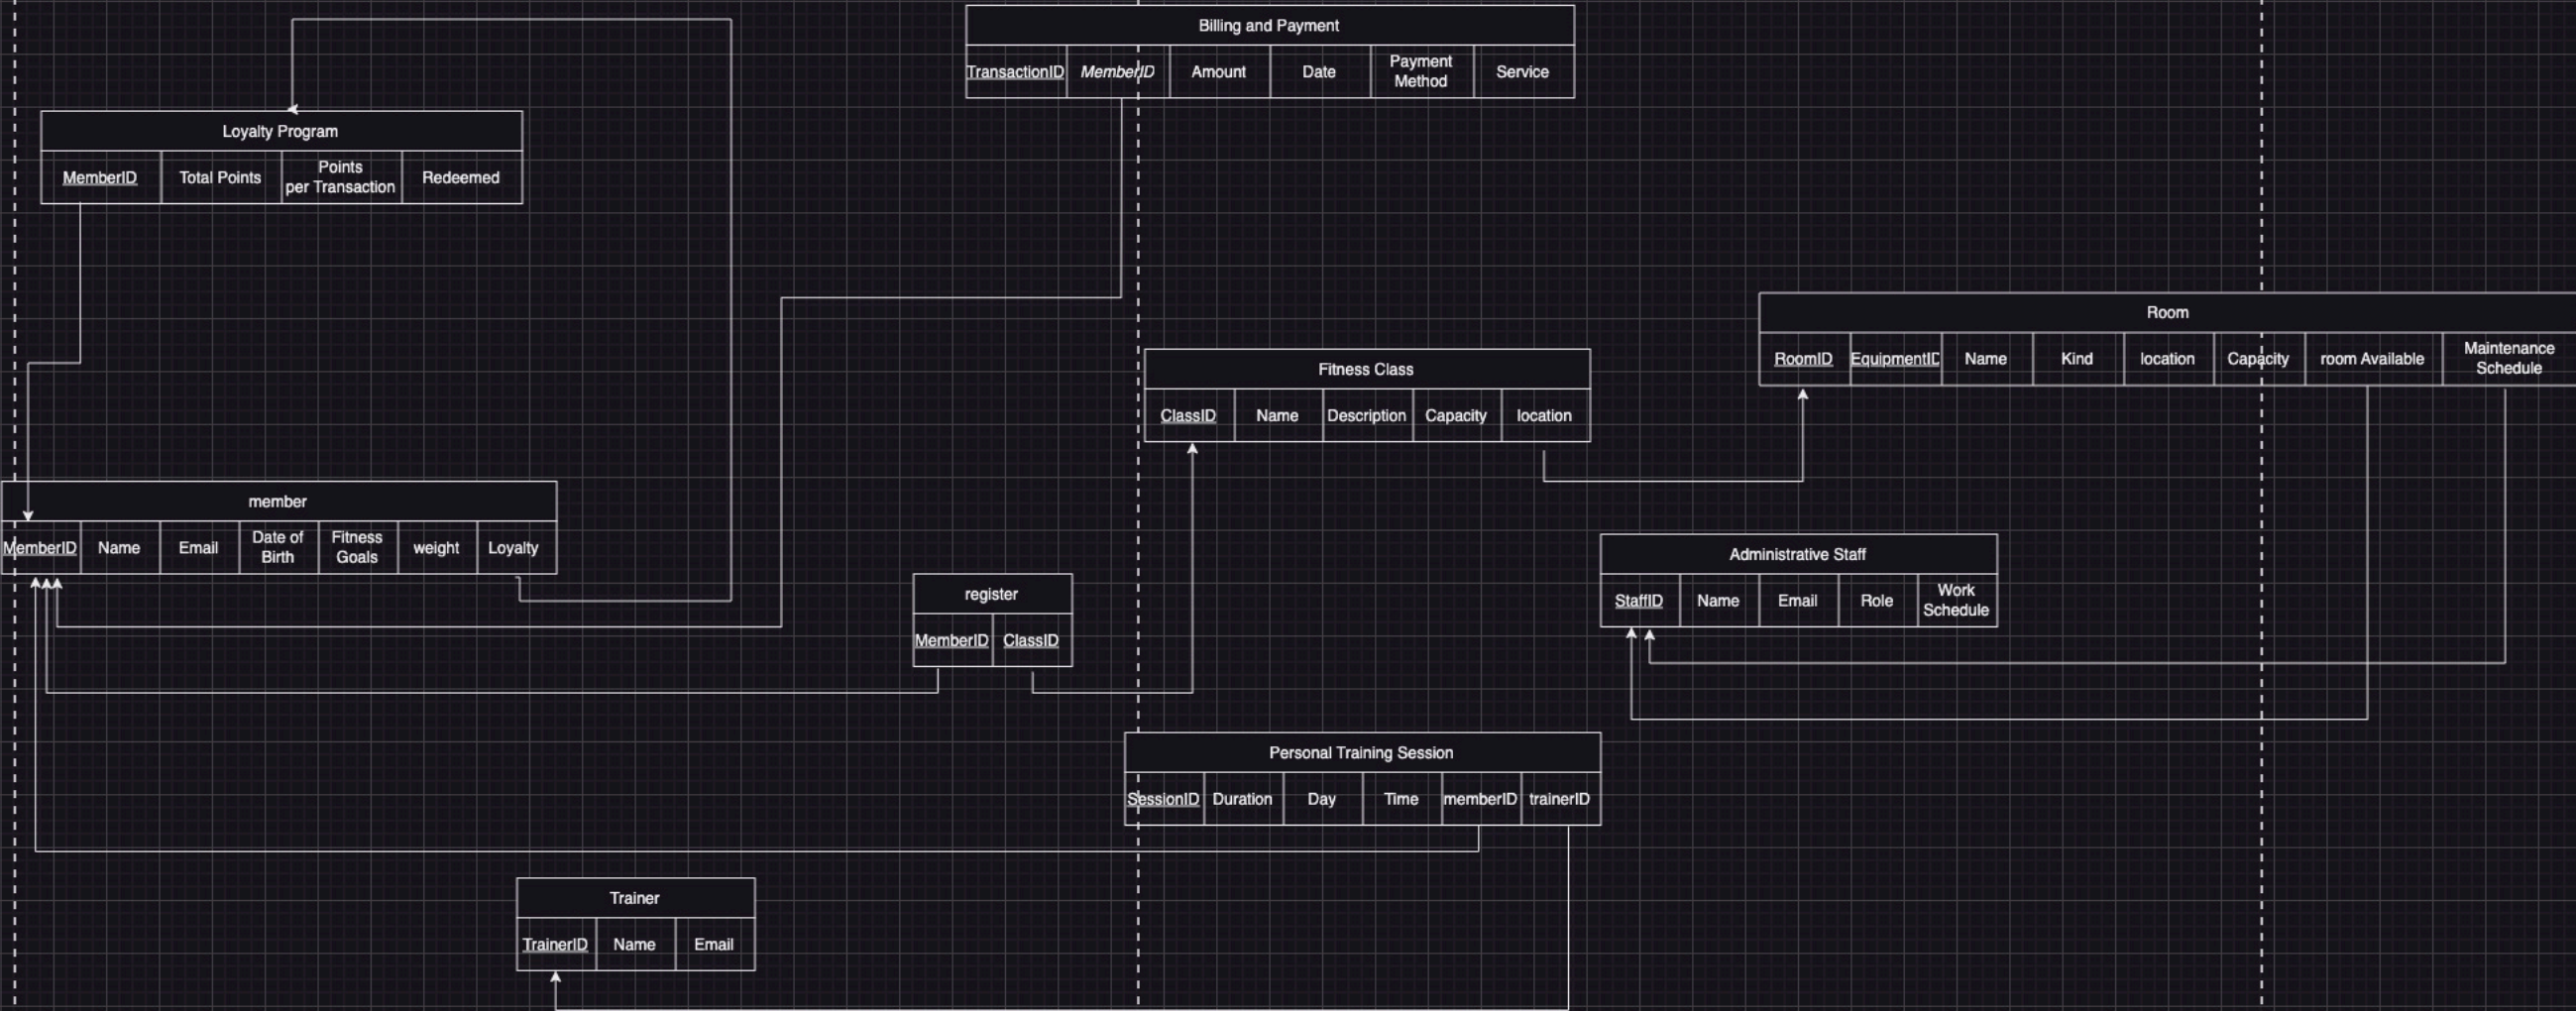 Billing and Payment
TransactionID MemberID Amount Date Payment Method Service
Loyalty Program
MemberID Total Points Points per Transaction Redeemed
Room
RoomID EquipmentID Name Kind location Capacity room Available Maintenance Schedule
Fitness Class
ClassID Name Description Capacity location
member
MemberID Name Email Date of Birth Fitness Goals weight Loyalty
Administrative Staff
StaffID Name Email Role Work Schedule
register
MemberID ClassID
Personal Training Session
SessionID Duration Day Time memberID trainerID
Trainer
TrainerID Name Email